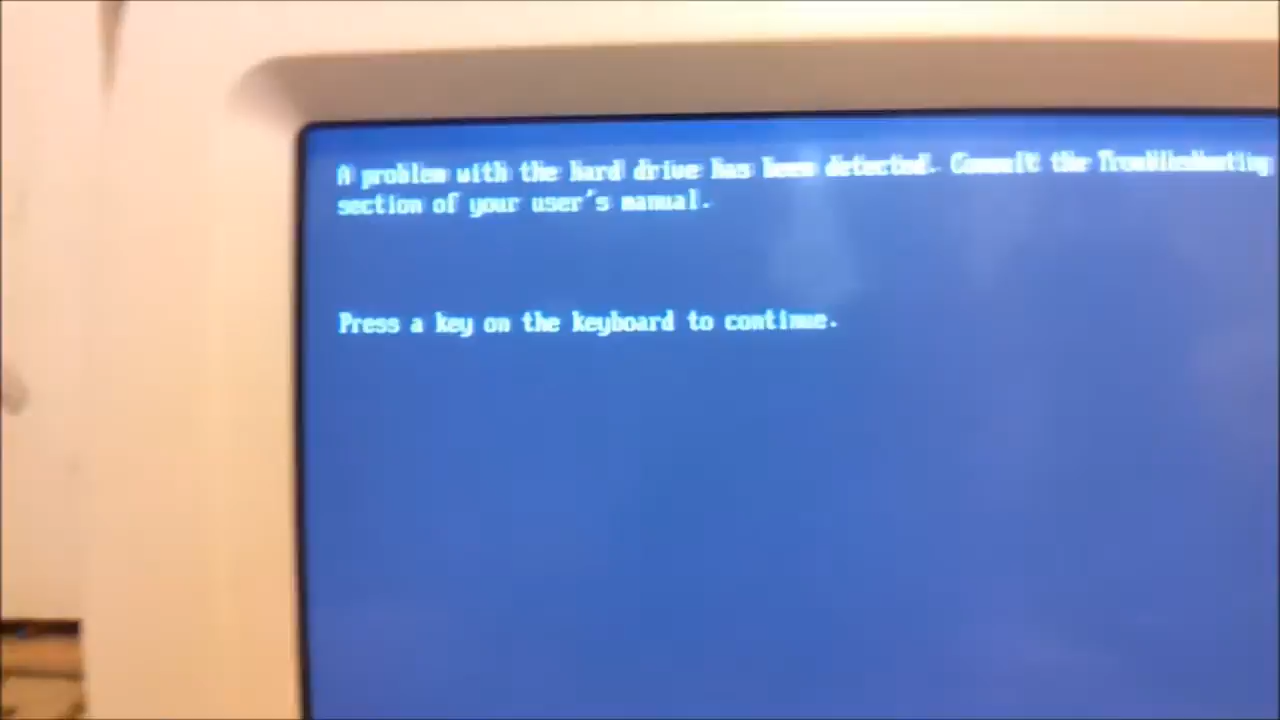 A problem with the hard drive has been detected. Consult the Troubleshooting
section of your user's manual.
Press a key on the keyboard to continue.